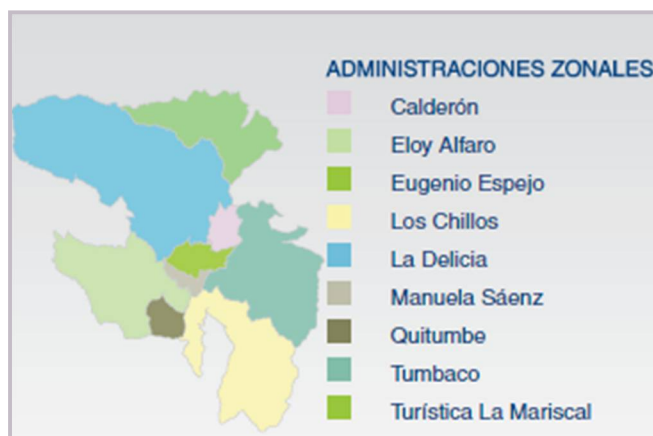 ADMINISTRACIONES ZONALES
Calderón
Eloy Alfaro
Eugenio Espejo
Los Chillos
La Delicia
Manuela Sáenz
Quitumbe
Tumbaco
Turística La Mariscal